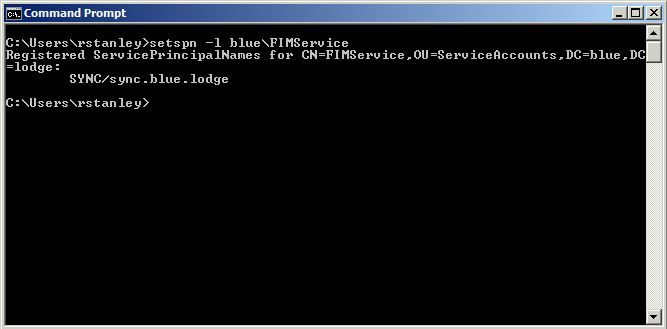 Command Prompt
C:\Users\rstanley>setspn -l blue\FIMService
Registered ServicePrincipalNames for CN=FIMService,OU=ServiceAccounts,DC=blue,DC
=lodge:
SYNC/sync.blue.lodge
C:\Users\rstanley>